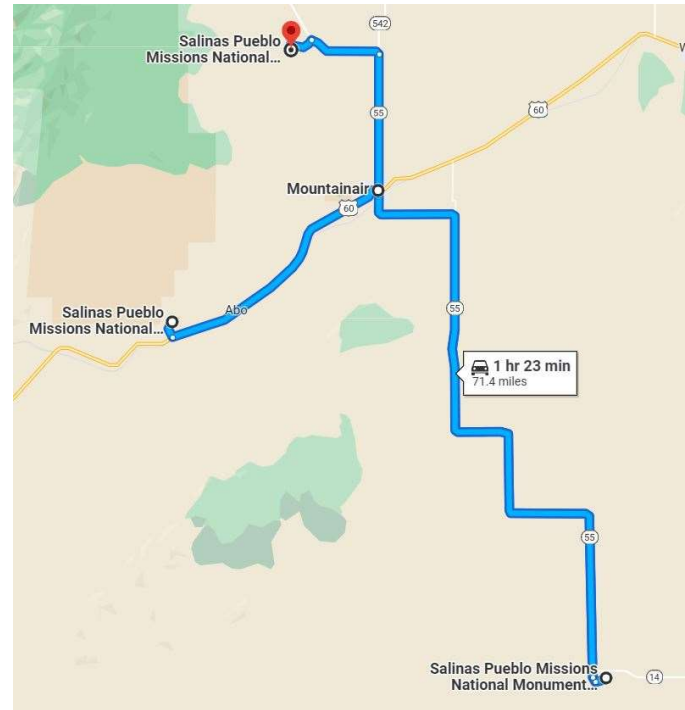 542
Salinas Pueblo
Missions National...
W
60
55
Mountainair
60
Salinas Pueblo
Missions National...
Abo
55
1 hr 23 min
71.4 miles
55
Salinas Pueblo Missions
National Monument...
14